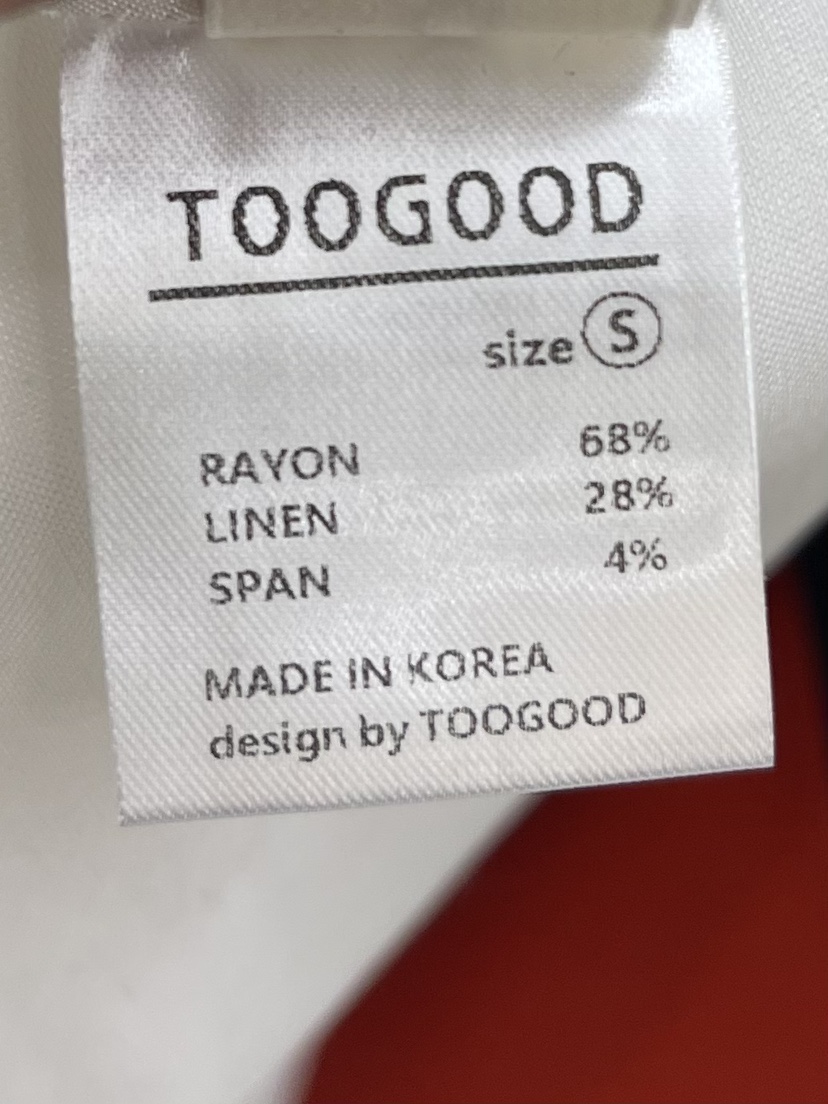 TOOGOOD
size S
RAYON 68%
LINEN 28%
SPAN 4%
MADE IN KOREA
design by TOOGOOD